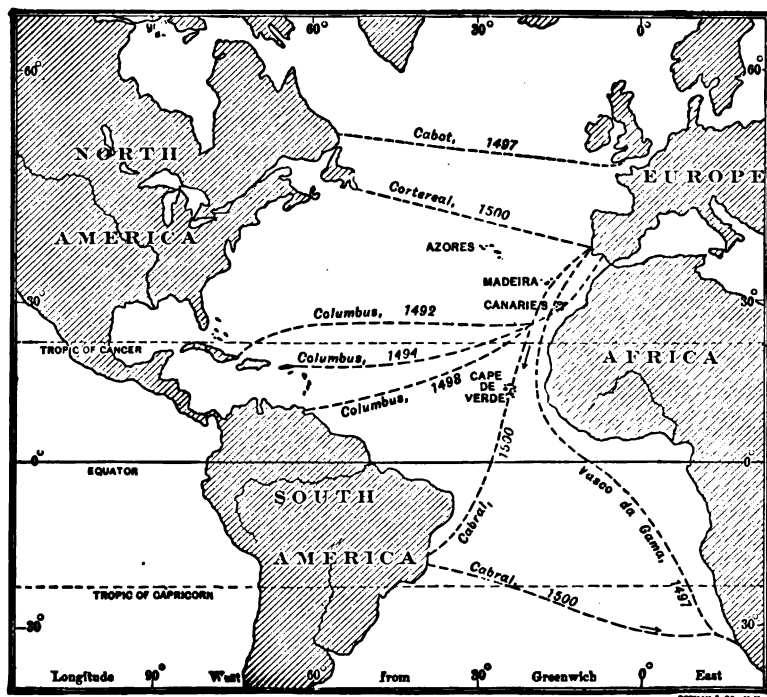 60° 30° 0°
60° 60°
Cabot, 1497
NORTH
EUROPE
Cortereal, 1500
AMERICA
AZORES
MADEIRA
CANARIES
30° 30°
Columbus, 1492
TROPIC OF CANCER
Columbus, 1494
AFRICA
Columbus, 1498
CAPE
DE
VERDE
1500
0° 0°
EQUATOR
Vasco da Gama,
SOUTH
Cabral,
AMERICA
Cabral, 1500
1497
TROPIC OF CAPRICORN
30° 30°
90° 60° 30° 0°
Longitude West from Greenwich East